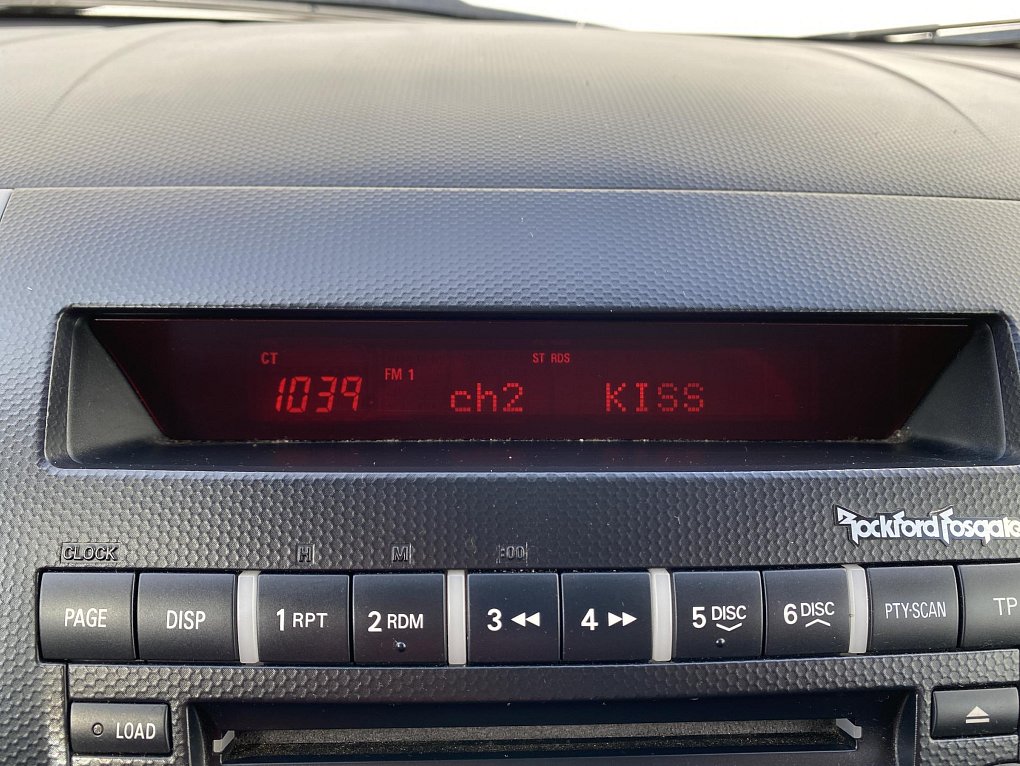 CT ST RDS
1039 FM 1 ch2 KISS
Rockford Fosgate
CLOCK H M :00
PAGE DISP 1 RPT 2 RDM 3 4 5 DISC 6 DISC PTY·SCAN TP
LOAD